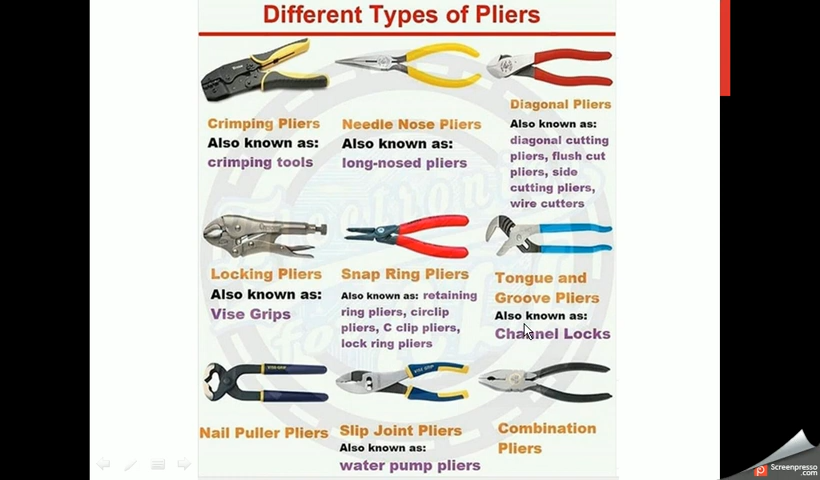 Different Types of Pliers
Crimping Pliers
Also known as:
crimping tools
Needle Nose Pliers
Also known as:
long-nosed pliers
Diagonal Pliers
Also known as:
diagonal cutting
pliers, flush cut
pliers, side
cutting pliers,
wire cutters
Locking Pliers
Also known as:
Vise Grips
Snap Ring Pliers
Also known as: retaining
ring pliers, circlip
pliers, C clip pliers,
lock ring pliers
Tongue and
Groove Pliers
Also known as:
Channel Locks
Nail Puller Pliers
Slip Joint Pliers
Also known as:
water pump pliers
Combination
Pliers
Screenpresso.com